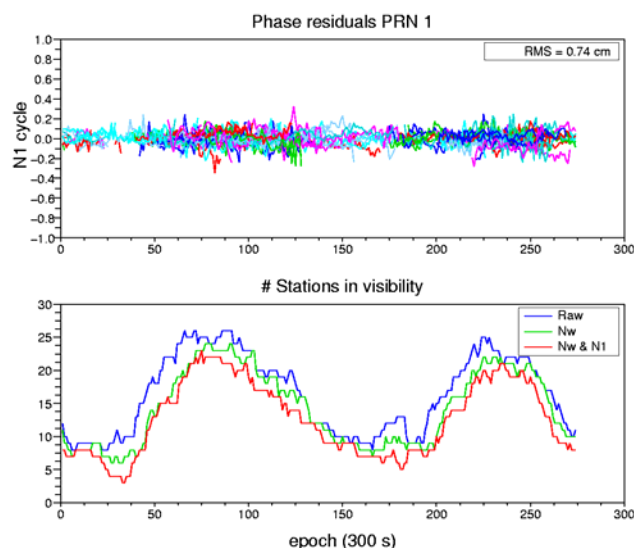 Phase residuals PRN 1
1.0
0.8
0.6
0.4
0.2
0.0
-0.2
-0.4
-0.6
-0.8
-1.0
N1 cycle
RMS = 0.74 cm
0 50 100 150 200 250 300
# Stations in visibility
30
25
20
15
10
5
0
Raw
Nw
Nw & N1
0 50 100 150 200 250 300
epoch (300 s)